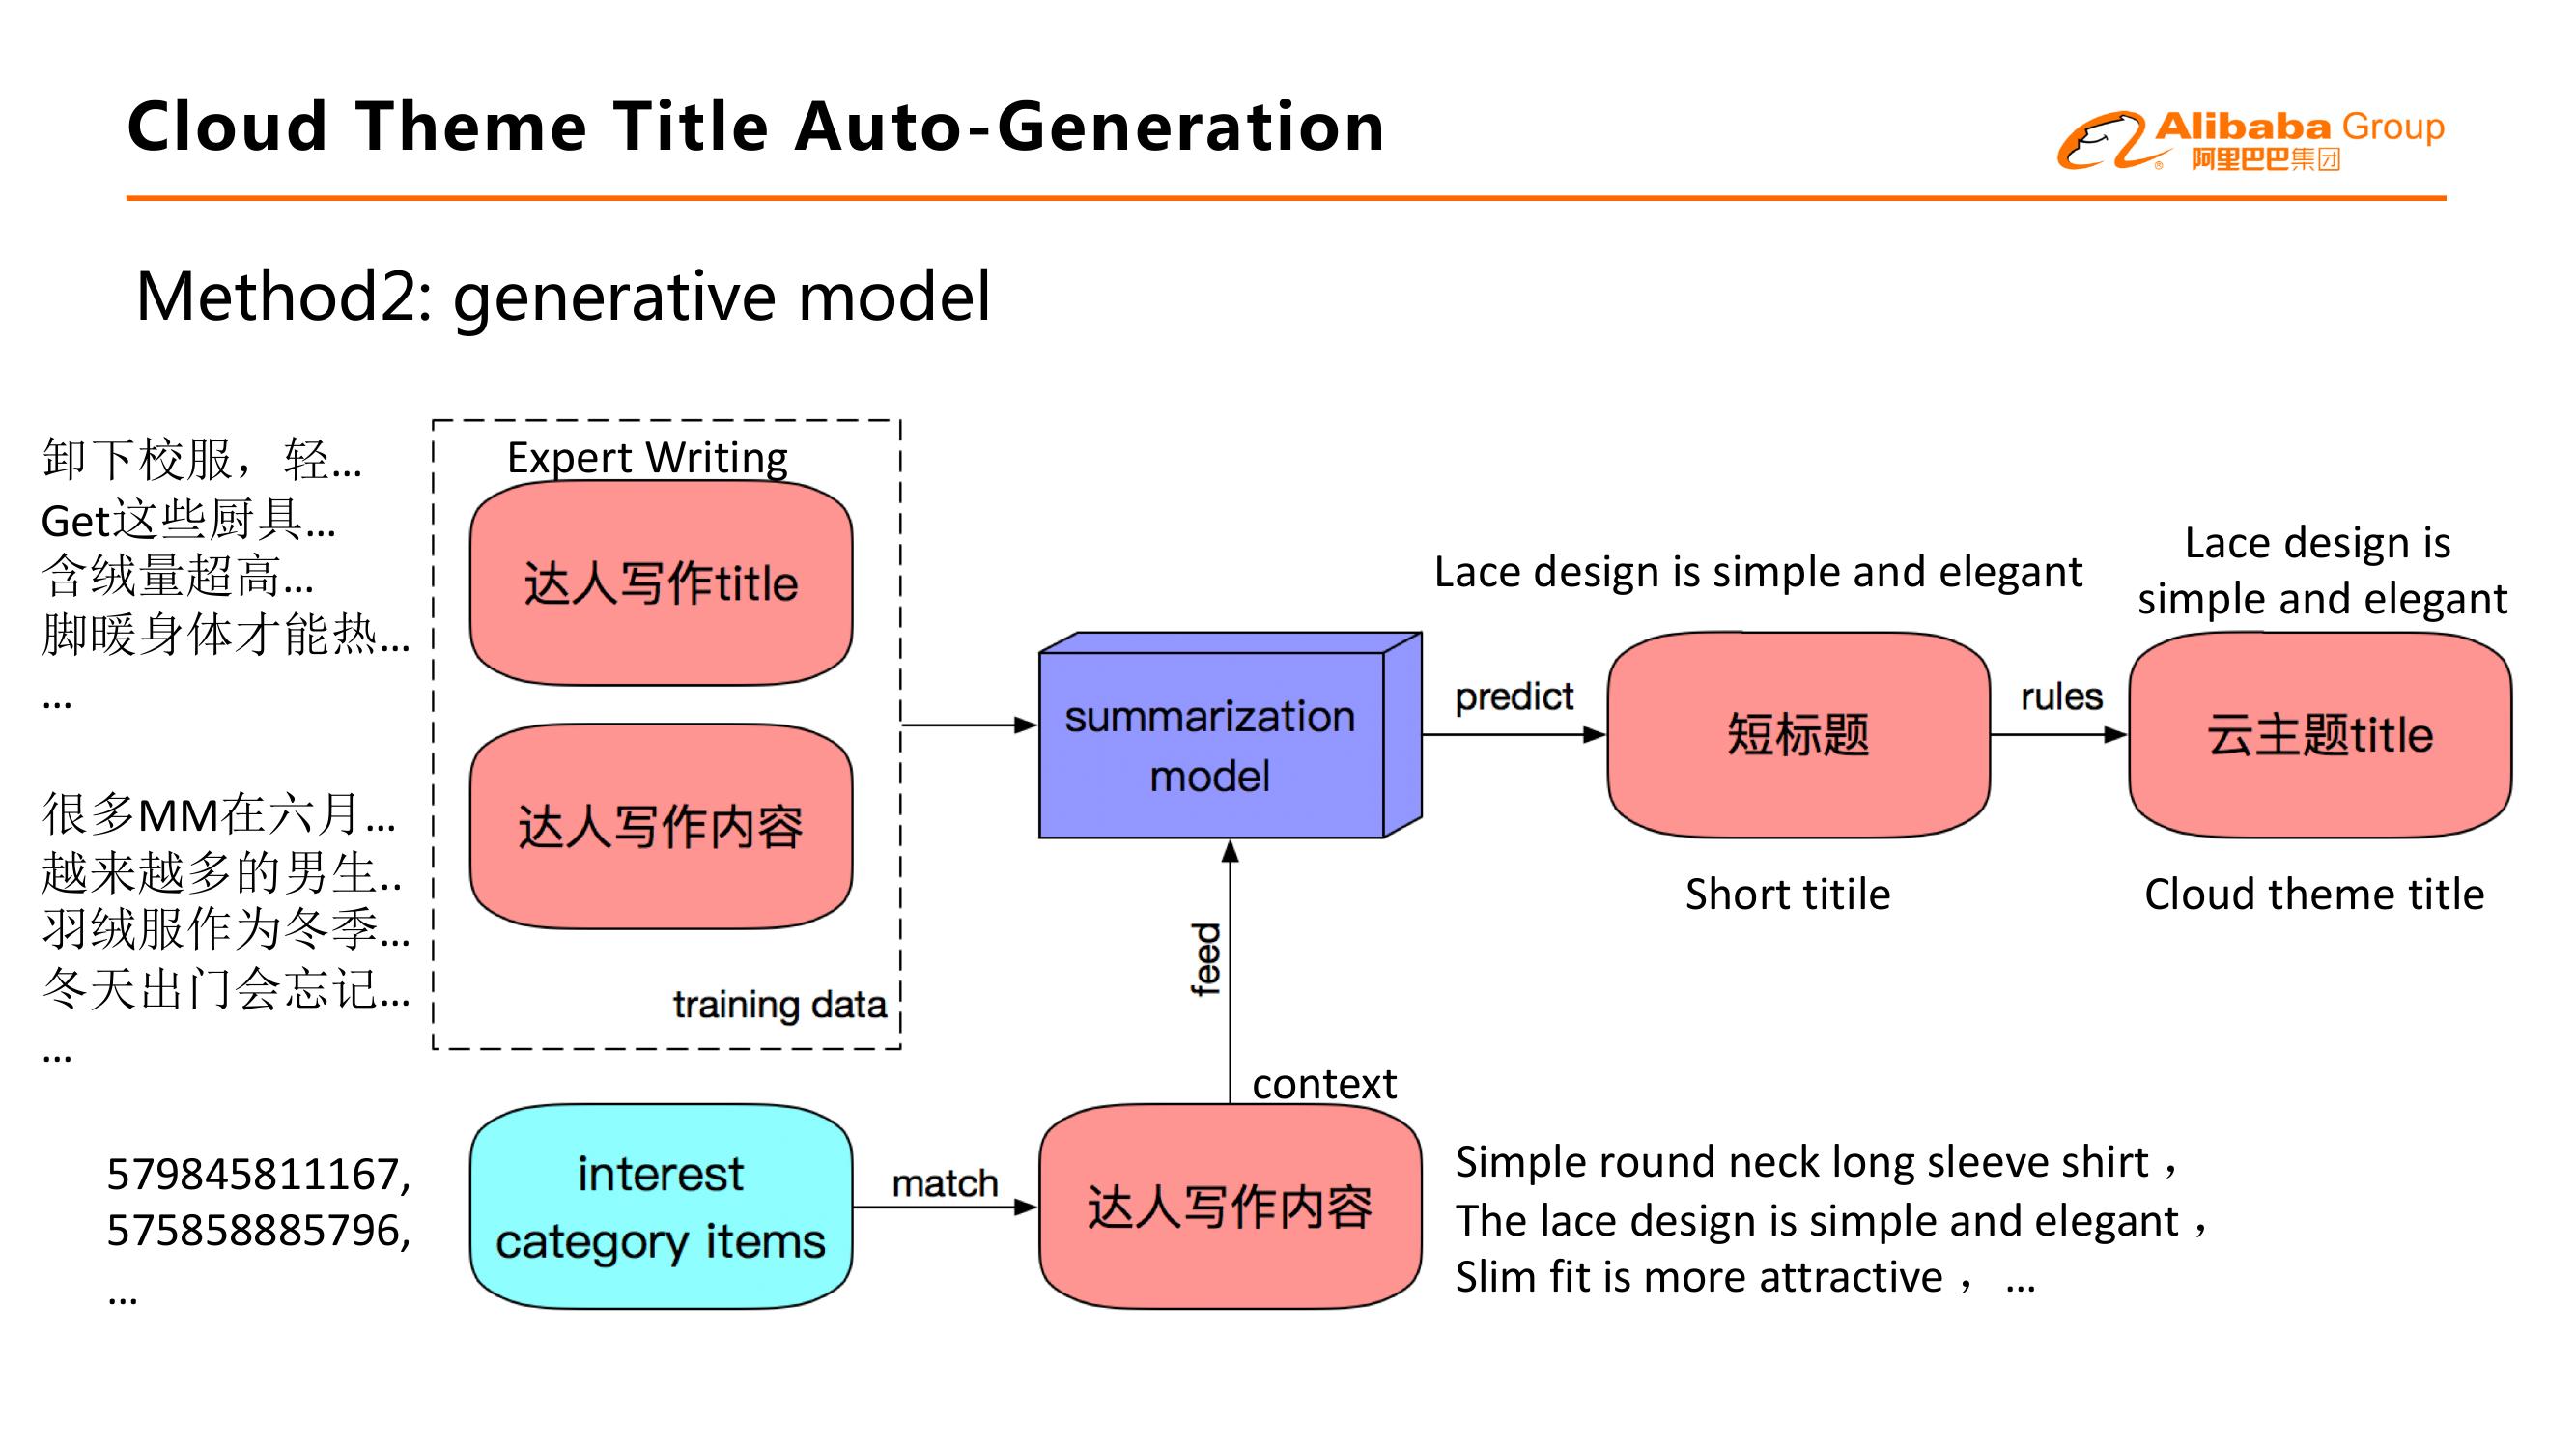 Cloud Theme Title Auto-Generation
Alibaba Group
®
阿里巴巴集团
Method2: generative model
卸下校服，轻...
Get这些厨具...
含绒量超高...
脚暖身体才能热...
...
很多MM在六月...
越来越多的男生..
羽绒服作为冬季...
冬天出门会忘记...
...
Expert Writing
达人写作title
达人写作内容
training data
summarization
model
predict
Lace design is simple and elegant
短标题
Short titile
rules
Lace design is
simple and elegant
云主题title
Cloud theme title
feed
context
579845811167,
575858885796,
...
interest
category items
match
达人写作内容
Simple round neck long sleeve shirt，
The lace design is simple and elegant，
Slim fit is more attractive， ...